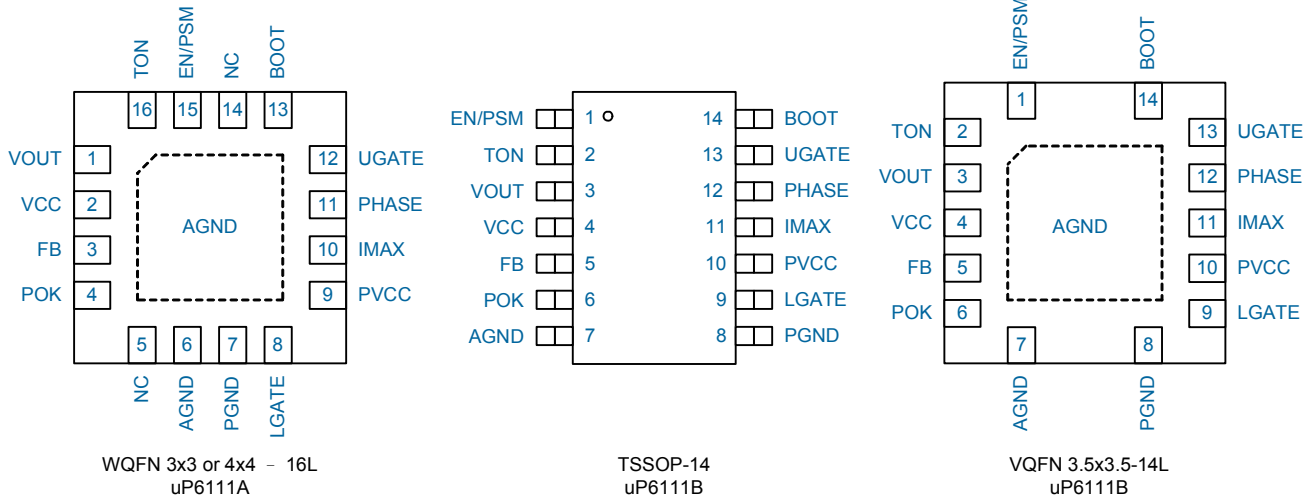 TON
EN/PSM
NC
BOOT
16
15
14
13
VOUT 1
VCC 2
FB 3
POK 4
AGND
12 UGATE
11 PHASE
10 IMAX
9 PVCC
5
6
7
8
NC
AGND
PGND
LGATE
WQFN 3x3 or 4x4 – 16L
uP6111A
EN/PSM 1 14 BOOT
TON 2 13 UGATE
VOUT 3 12 PHASE
VCC 4 11 IMAX
FB 5 10 PVCC
POK 6 9 LGATE
AGND 7 8 PGND
TSSOP-14
uP6111B
EN/PSM
BOOT
1
14
TON 2
VOUT 3
VCC 4
FB 5
POK 6
AGND
13 UGATE
12 PHASE
11 IMAX
10 PVCC
9 LGATE
7
8
AGND
PGND
VQFN 3.5x3.5-14L
uP6111B